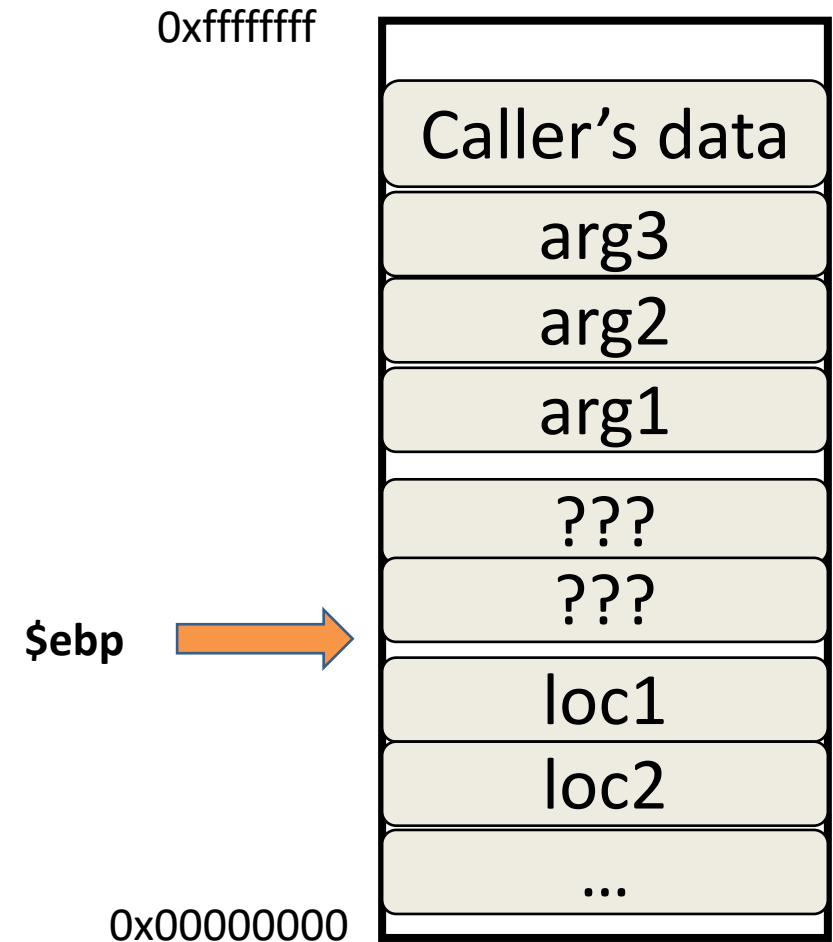 0xffffffff
Caller’s data
arg3
arg2
arg1
???
???
$ebp
loc1
loc2
...
0x00000000